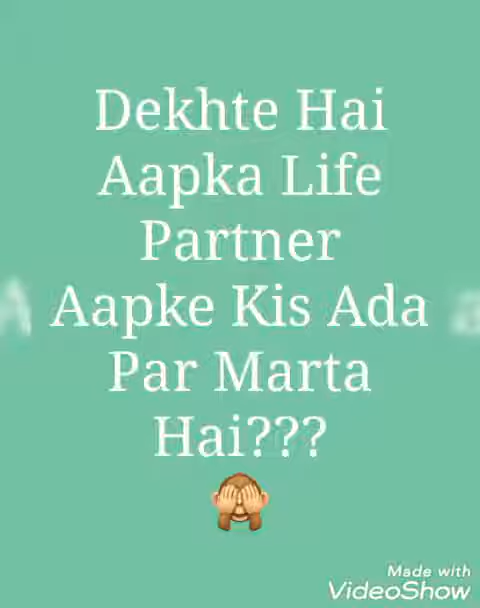 Dekhte Hai
Aapka Life
Partner
Aapke Kis Ada
Par Marta
Hai???
Made with
VideoShow